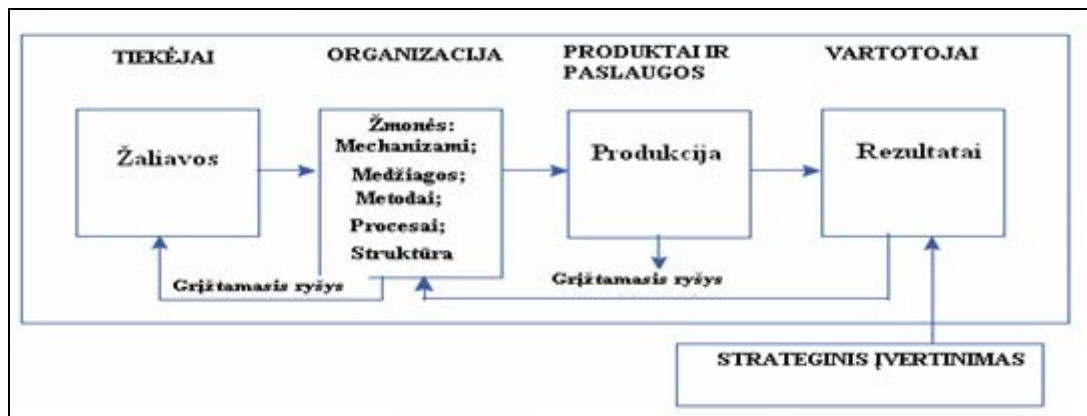 TIEKĖJAI
ORGANIZACIJA
PRODUKTAI IR
PASLAUGOS
VARTOTOJAI
Žaliavos
Žmonės:
Mechanizami;
Medžiagos;
Metodai;
Procesai;
Struktūra
Produkcija
Rezultatai
Grįžtamasis ryšys
Grįžtamasis ryšys
STRATEGINIS ĮVERTINIMAS